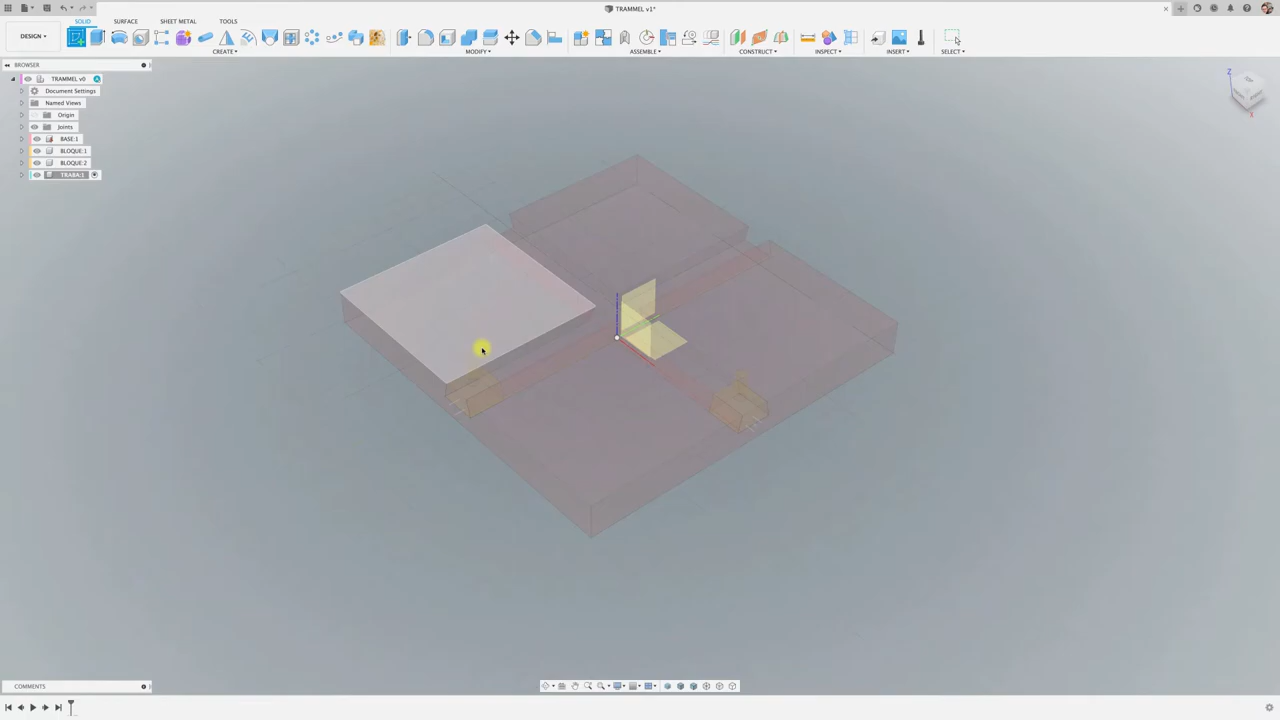 TRAMMEL v1*
DESIGN
SOLID
SURFACE
SHEET METAL
TOOLS
CREATE
MODIFY
ASSEMBLE
CONSTRUCT
INSPECT
INSERT
SELECT
BROWSER
TRAMMEL v0
Document Settings
Named Views
Origin
Joints
BASE:1
BLOQUE:1
BLOQUE:2
TRABA:1
Z
X
COMMENTS